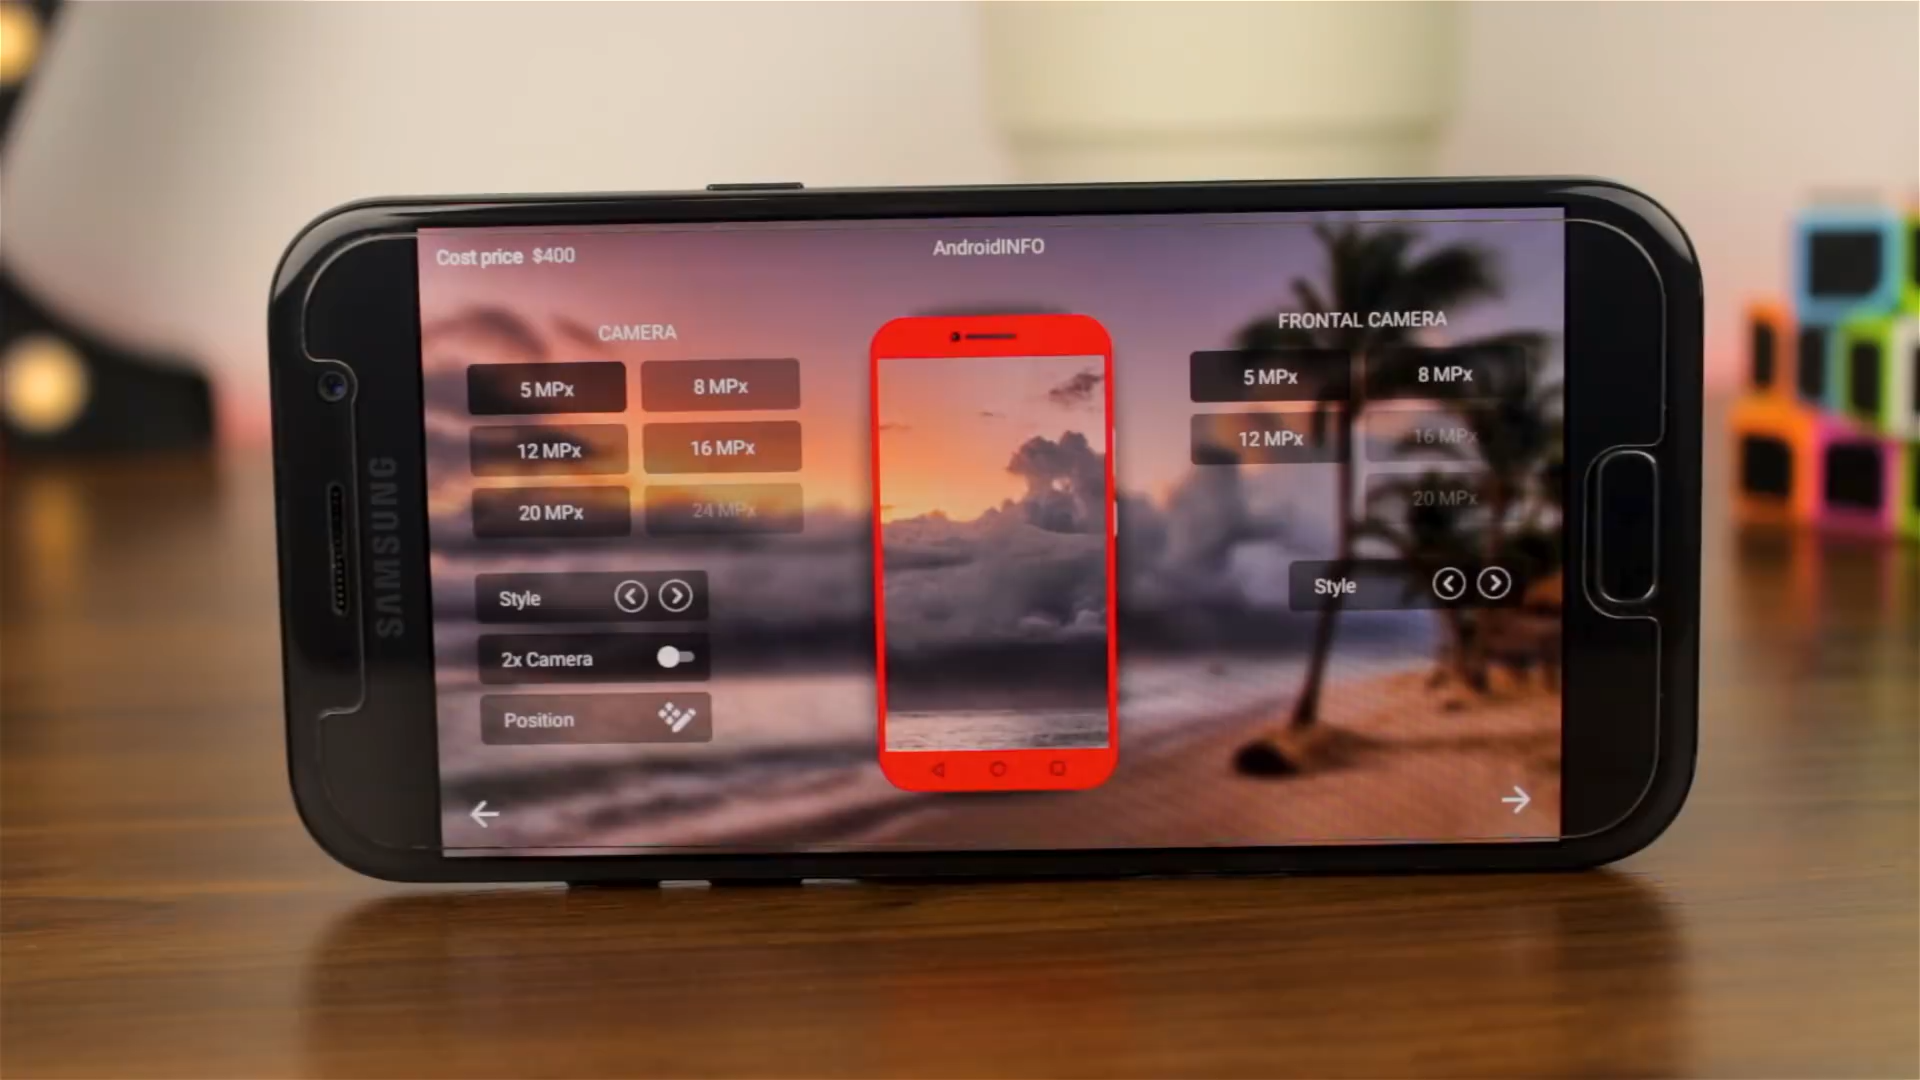 Cost price $400
AndroidINFO
CAMERA
5 MPx
8 MPx
12 MPx
16 MPx
20 MPx
24 MPx
Style
2x Camera
Position
FRONTAL CAMERA
5 MPx
8 MPx
12 MPx
16 MPx
20 MPx
Style
SAMSUNG